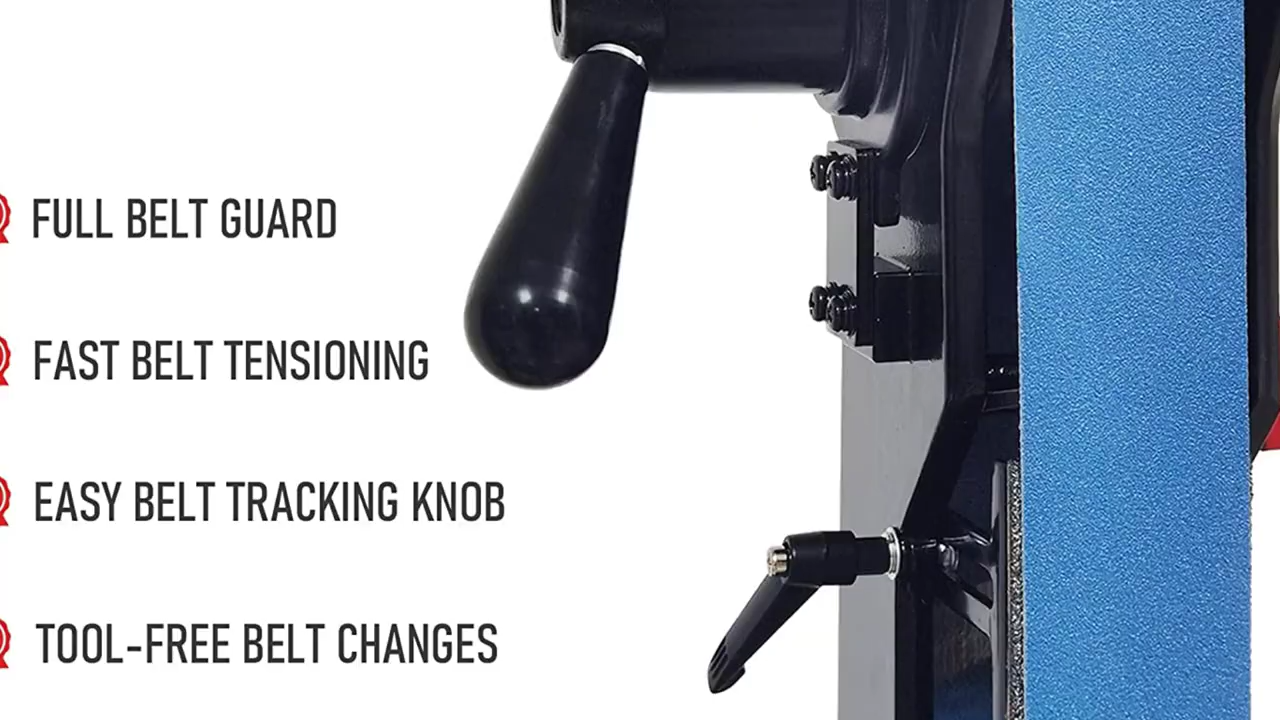 FULL BELT GUARD
FAST BELT TENSIONING
EASY BELT TRACKING KNOB
TOOL-FREE BELT CHANGES